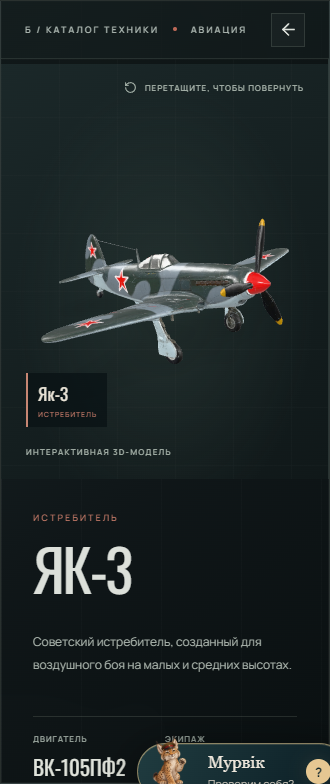 Б / КАТАЛОГ ТЕХНИКИ • АВИАЦИЯ
ПЕРЕТАЩИТЕ, ЧТОБЫ ПОВЕРНУТЬ
Як-3
ИСТРЕБИТЕЛЬ
ИНТЕРАКТИВНАЯ 3D-МОДЕЛЬ
ИСТРЕБИТЕЛЬ
ЯК-3
Советский истребитель, созданный для
воздушного боя на малых и средних высотах.
ДВИГАТЕЛЬ
ЭКИПАЖ
ВК-105ПФ2
Мурвік
?